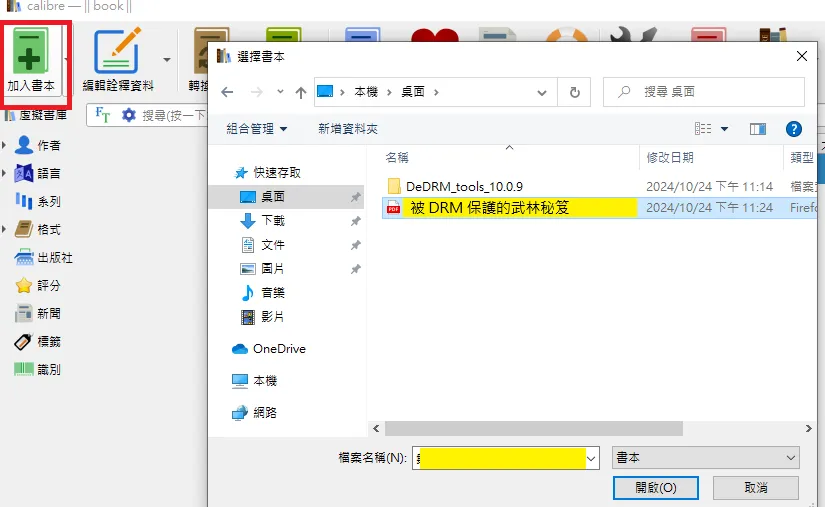 calibre — || book ||
加入書本
編輯詮釋資料
虛擬書庫
搜尋(按一下
作者
語言
系列
格式
出版社
評分
新聞
標籤
識別
選擇書本
本機 › 桌面
搜尋 桌面
組合管理
新增資料夾
名稱
修改日期
類型
快速存取
桌面
下載
文件
圖片
音樂
影片
OneDrive
本機
網路
DeDRM_tools_10.0.9
2024/10/24 下午 11:14
檔案
被 DRM 保護的武林秘笈
2024/10/24 下午 11:24
Firefo
檔案名稱(N):
書本
開啟(O)
取消